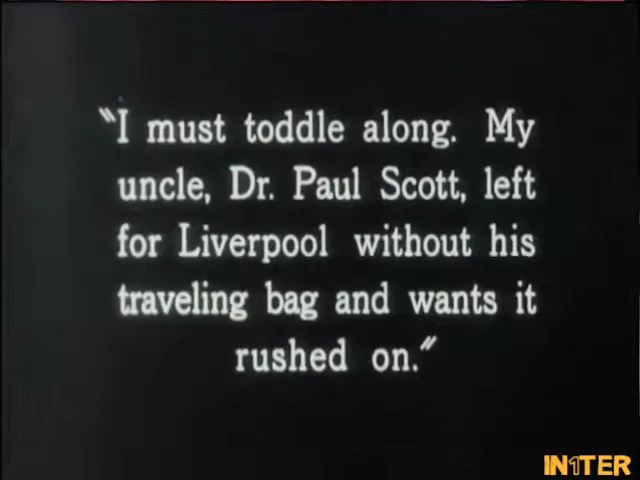 "I must toddle along. My
uncle, Dr. Paul Scott, left
for Liverpool without his
traveling bag and wants it
rushed on."
IN1TER